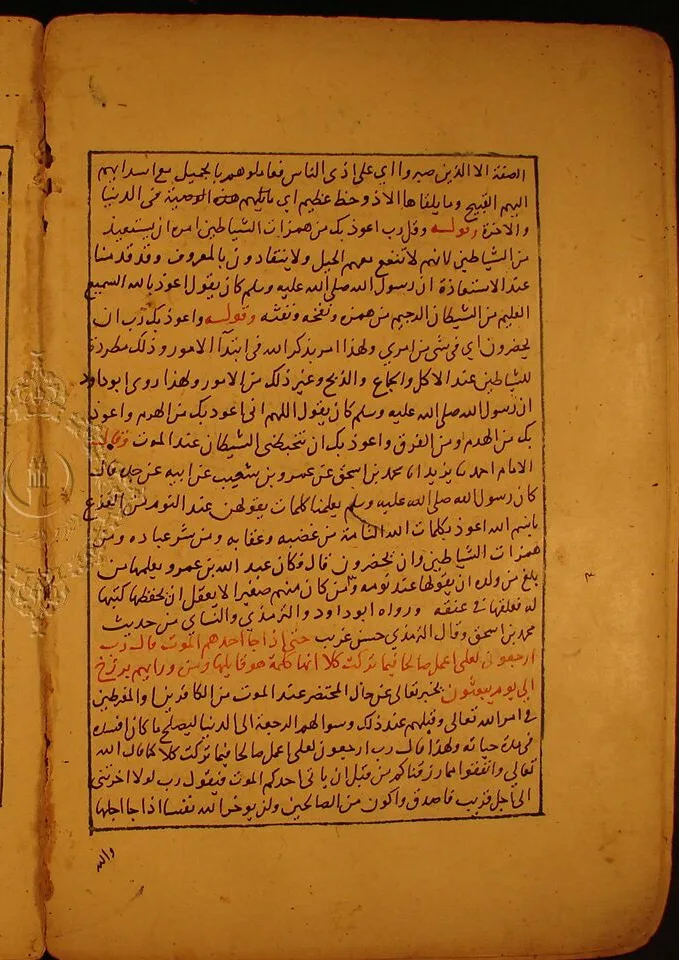 الصفة الا الذين صبروا اي على اذى الناس فعاملوهم بالجميل مع اسدايهم
اليهم القبيح وما يلقاها الا ذو حظ عظيم اي ما يلهم هذه الوصية في الدنيا
والاخرة وقوله وقل رب اعوذ بك من همزات الشياطين امره ان يستعيذ
من الشياطين لانهم لا تنفع معهم الحيل ولا ينقادون بالمعروف وقد قدمنا
عند الاستعاذة ان رسول الله صلى الله عليه وسلم كان يقول اعوذ بالله السميع
العليم من الشيطان الرجيم من همزه ونفخه ونفثه وقوله واعوذ بك رب ان
يحضرون اي في شي من امري ولهذا امر بذكر الله في ابتدآ الامور وذلك مطردة
للشياطين عند الاكل والجماع والذبح وغير ذلك من الامور ولهذا روى ابو داود
ان رسول الله صلى الله عليه وسلم كان يقول اللهم اني اعوذ بك من الهرم واعوذ
بك من الهدم ومن الغرق واعوذ بك ان يتخبطني الشيطان عند الموت وقال
الامام احمد نا يزيد انا محمد بن اسحق عن عمرو بن شعيب عن ابيه عن جده قال
كان رسول الله صلى الله عليه وسلم يعلمنا كلمات يقولهن عند النوم من الفزع
باسم الله اعوذ بكلمات الله التامة من غضبه وعقابه ومن شر عباده ومن
همزات الشياطين وان يحضرون قال فكان عبد الله بن عمرو يعلمها من
بلغ من ولده ان يقولها عند نومه ومن كان منهم صغيرا لا يعقل ان يحفظها كتبها
له فعلقها في عنقه ورواه ابو داود والترمذي والنساي من حديث
محمد بن اسحق وقال الترمذي حسن غريب حتى اذا جا احدهم الموت قال رب
ارجعون لعلي اعمل صالحا فيما تركت كلا انها كلمة هو قايلها ومن ورايهم برزخ
الى يوم يبعثون يخبر تعالى عن حال المحتضر عند الموت من الكافرين والمفرطين
في امر الله تعالى وقيلهم عند ذلك وسوالهم الرجعة الى الدنيا ليصلح ما كان افسده
في مدة حياته ولهذا قال رب ارجعون لعلي اعمل صالحا فيما تركت كلا كما قال الله
تعالى وانفقوا مما رزقناكم من قبل ان ياتي احدكم الموت فيقول رب لولا اخرتني
الى اجل قريب فاصدق واكون من الصالحين ولن يوخر الله نفسا اذا جا اجلها
والله